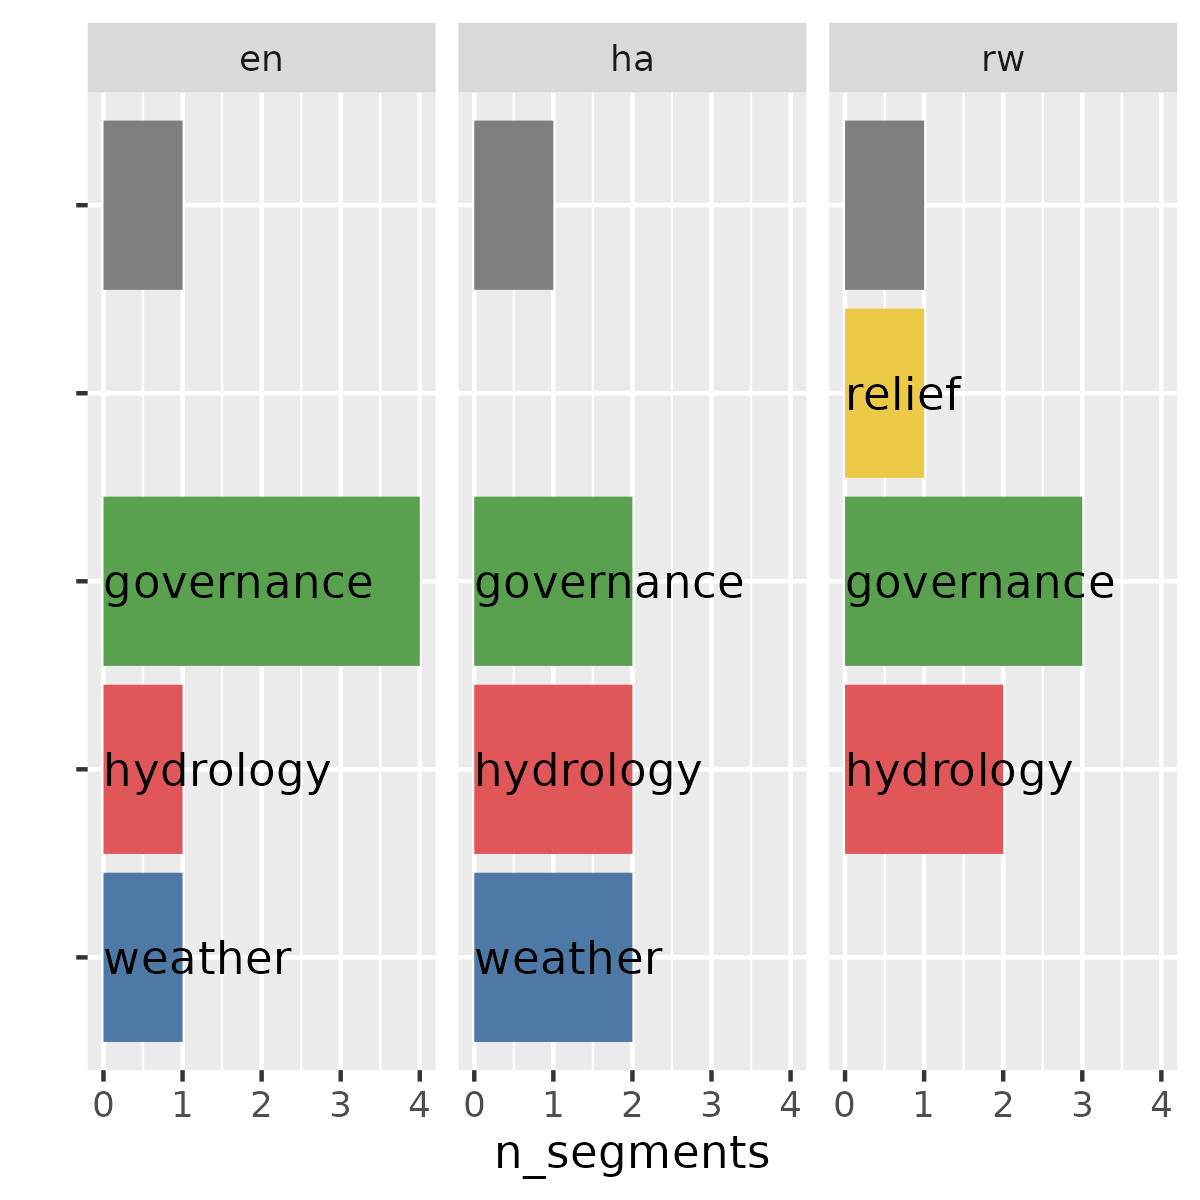 en ha rw
relief
governance governance governance
hydrology hydrology hydrology
weather weather
0 1 2 3 4 0 1 2 3 4 0 1 2 3 4
n_segments